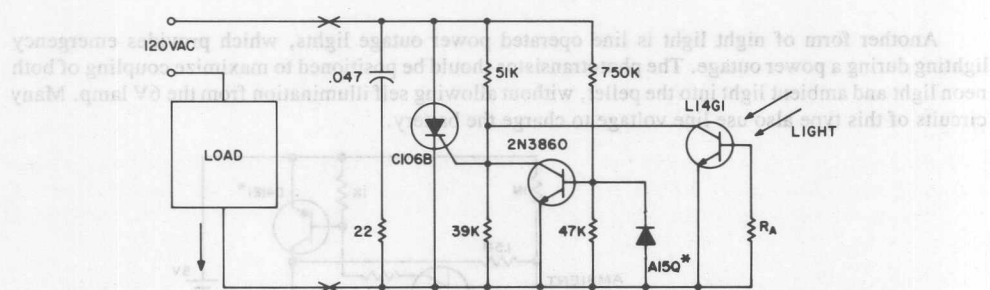 Another form of night light is line operated power outage lights, which provides emergency
lighting during a power outage. The phototransistor should be positioned to maximize coupling of both
neon light and ambient light into the pellet, without allowing self illumination from the 6V lamp. Many
circuits of this type also use line voltage to charge the battery.
120VAC
.047
51K
750K
L14G1
LIGHT
LOAD
C106B
2N3860
22
39K
47K
A15Q*
RA
AMBIENT